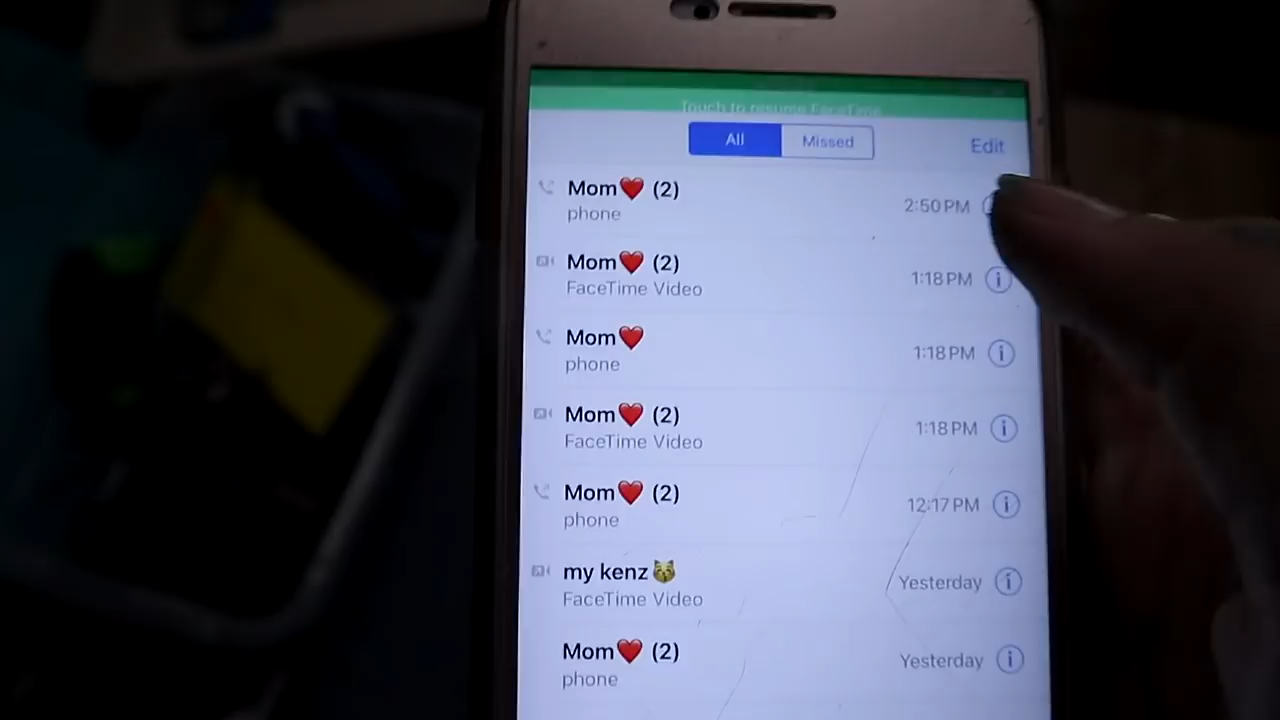 Touch to resume FaceTime
All Missed Edit
Mom❤️ (2)
phone
2:50 PM
Mom❤️ (2)
FaceTime Video
1:18 PM
Mom❤️
phone
1:18 PM
Mom❤️ (2)
FaceTime Video
1:18 PM
Mom❤️ (2)
phone
12:17 PM
my kenz😽
FaceTime Video
Yesterday
Mom❤️ (2)
phone
Yesterday